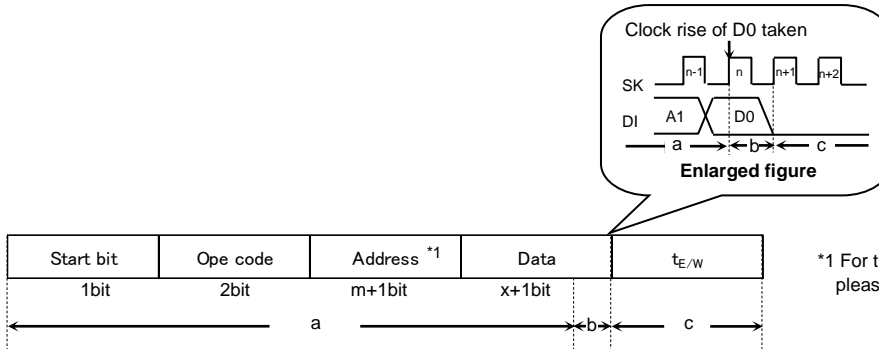 Clock rise of D0 taken
SK n-1 n n+1 n+2
DI A1 D0
a b c
Enlarged figure
Start bit Ope code Address *1 Data tE/W
1bit 2bit m+1bit x+1bit
a b c
*1 For t
pleas